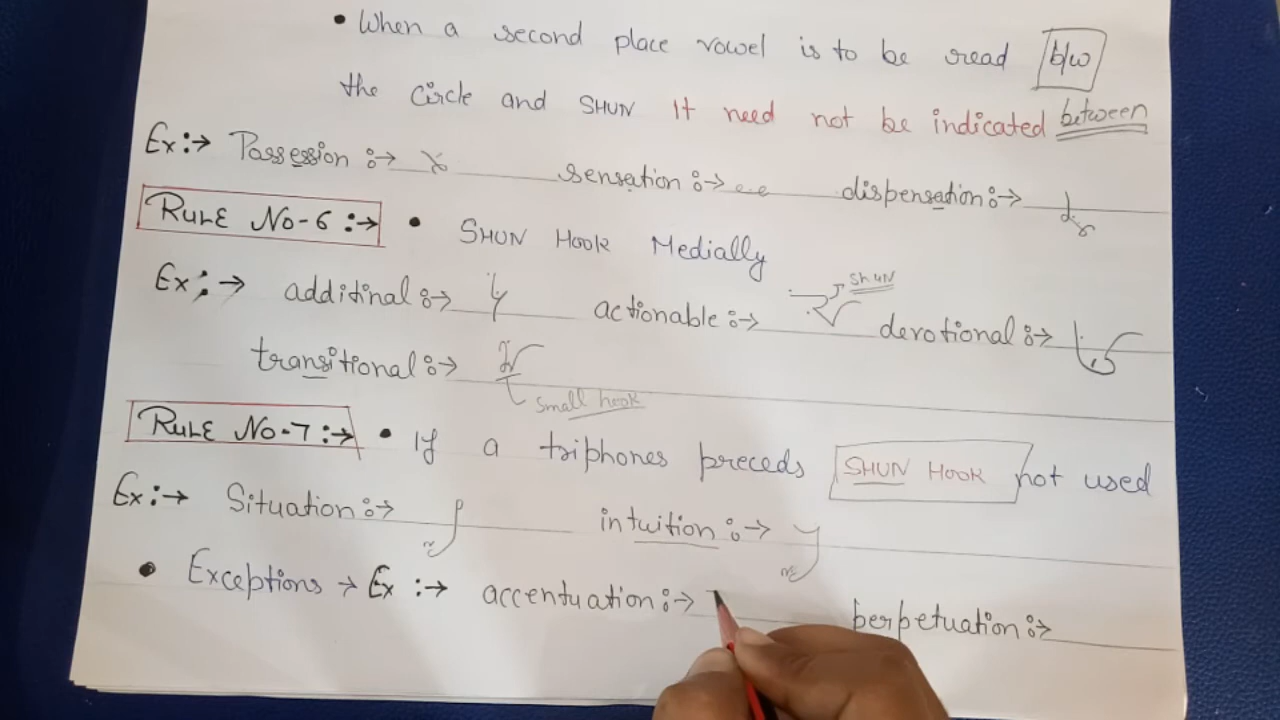 • When a second place vowel is to be read b/w
the circle and SHUN It need not be indicated between
Ex:→ Possession :→ sensation :→ dispensation :→
RULE No-6 :→ • SHUN Hook Medially
Ex:→ additinal :→ actionable :→ SHUN devotional :→
transitional :→ small hook
RULE No-7 :→ • If a triphones preceds SHUN HOOK not used
Ex:→ Situation :→ intuition :→
• Exceptions → Ex :→ accentuation :→ perpetuation :→